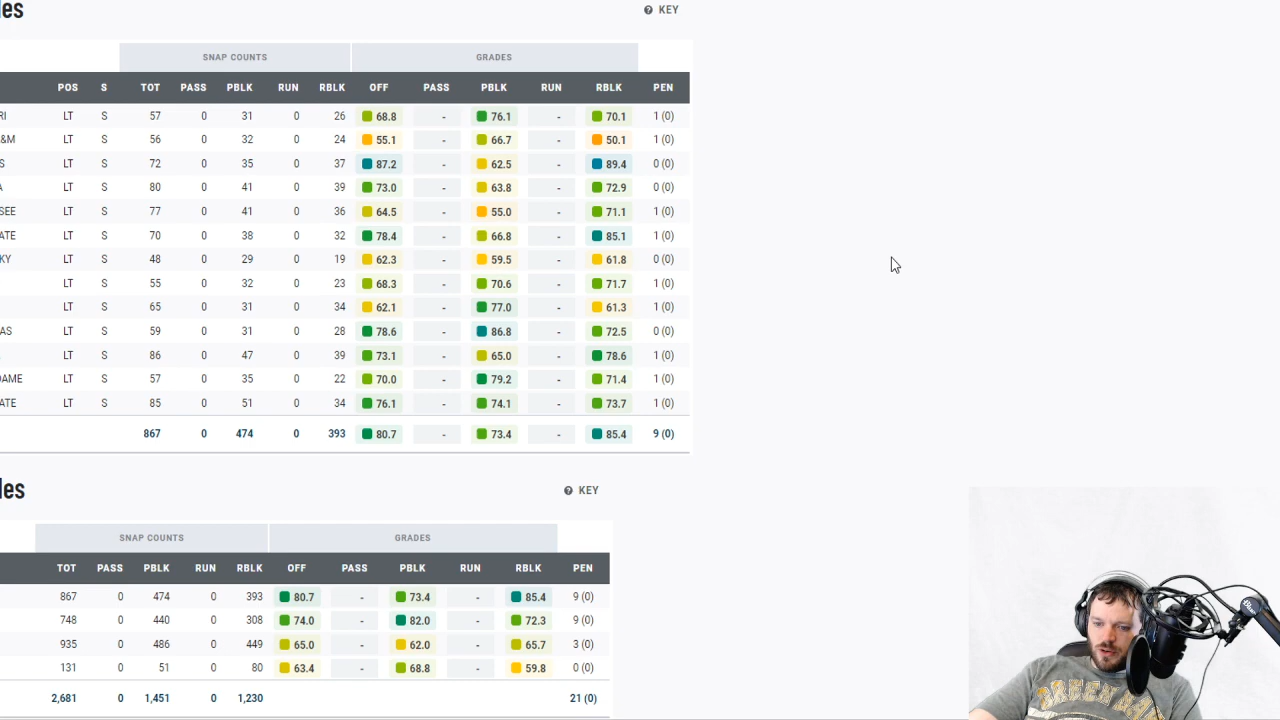 les
KEY
SNAP COUNTS GRADES
POS S TOT PASS PBLK RUN RBLK OFF PASS PBLK RUN RBLK PEN
RI LT S 57 0 31 0 26 68.8 - 76.1 - 70.1 1 (0)
&M LT S 56 0 32 0 24 55.1 - 66.7 - 50.1 1 (0)
S LT S 72 0 35 0 37 87.2 - 62.5 - 89.4 0 (0)
A LT S 80 0 41 0 39 73.0 - 63.8 - 72.9 0 (0)
SEE LT S 77 0 41 0 36 64.5 - 55.0 - 71.1 1 (0)
ATE LT S 70 0 38 0 32 78.4 - 66.8 - 85.1 1 (0)
KY LT S 48 0 29 0 19 62.3 - 59.5 - 61.8 0 (0)
LT S 55 0 32 0 23 68.3 - 70.6 - 71.7 1 (0)
LT S 65 0 31 0 34 62.1 - 77.0 - 61.3 1 (0)
AS LT S 59 0 31 0 28 78.6 - 86.8 - 72.5 0 (0)
LT S 86 0 47 0 39 73.1 - 65.0 - 78.6 1 (0)
DAME LT S 57 0 35 0 22 70.0 - 79.2 - 71.4 1 (0)
ATE LT S 85 0 51 0 34 76.1 - 74.1 - 73.7 1 (0)
867 0 474 0 393 80.7 - 73.4 - 85.4 9 (0)
les
KEY
SNAP COUNTS GRADES
TOT PASS PBLK RUN RBLK OFF PASS PBLK RUN RBLK PEN
867 0 474 0 393 80.7 - 73.4 - 85.4 9 (0)
748 0 440 0 308 74.0 - 82.0 - 72.3 9 (0)
935 0 486 0 449 65.0 - 62.0 - 65.7 3 (0)
131 0 51 0 80 63.4 - 68.8 - 59.8 0 (0)
2,681 0 1,451 0 1,230 21 (0)
GREEN BAY